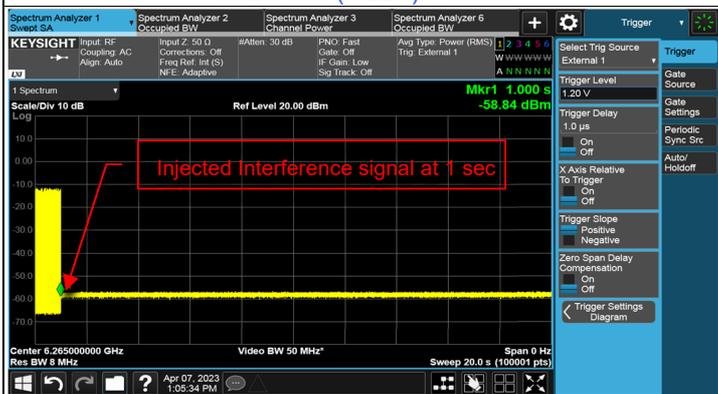 Spectrum Analyzer 1
Swept SA
Spectrum Analyzer 2
Occupied BW
Spectrum Analyzer 3
Channel Power
Spectrum Analyzer 6
Occupied BW
+
Trigger
KEYSIGHT
LXI
Input: RF
Coupling: AC
Align: Auto
Input Z: 50 Ω
Corrections: Off
Freq Ref: Int (S)
NFE: Adaptive
#Atten: 30 dB
PNO: Fast
Gate: Off
IF Gain: Low
Sig Track: Off
Avg Type: Power (RMS)
Trig: External 1
1 2 3 4 5 6
W W W W W W
A N N N N N
1 Spectrum
Scale/Div 10 dB
Ref Level 20.00 dBm
Mkr1 1.000 s
-58.84 dBm
Log
10.0
0.00
-10.0
-20.0
-30.0
-40.0
-50.0
-60.0
-70.0
Injected Interference signal at 1 sec
Center 6.265000000 GHz
Res BW 8 MHz
Video BW 50 MHz*
Span 0 Hz
Sweep 20.0 s (100001 pts)
?
Apr 07, 2023
1:05:34 PM
Select Trig Source
External 1
Trigger Level
1.20 V
Trigger Delay
1.0 µs
On
Off
X Axis Relative
To Trigger
On
Off
Trigger Slope
Positive
Negative
Zero Span Delay
Compensation
On
Off
Trigger Settings
Diagram
Trigger
Gate
Source
Gate
Settings
Periodic
Sync Src
Auto/
Holdoff